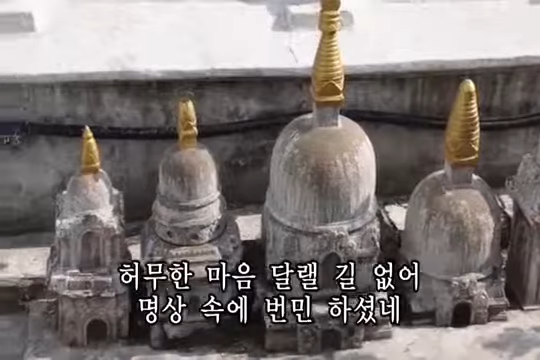 허무한 마음 달랠 길 없어
명상 속에 번민 하셨네